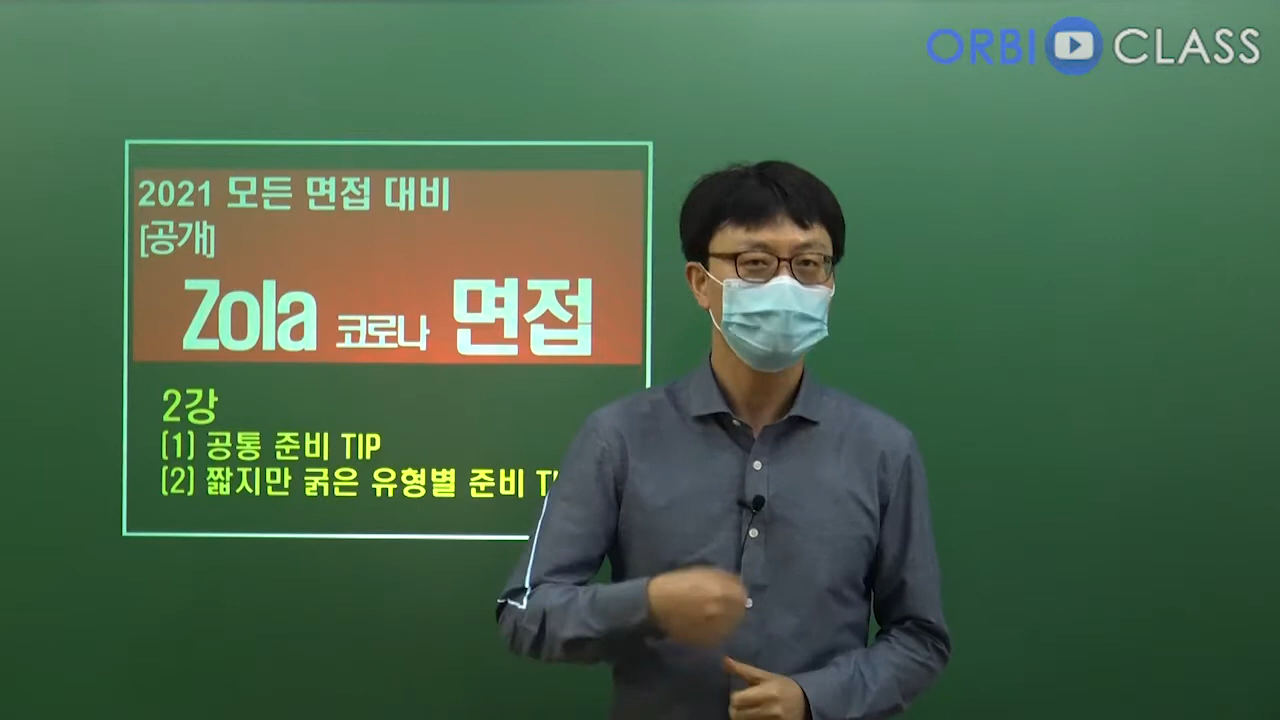 ORBI CLASS
2021 모든 면접 대비
[공개]
Zola 코로나 면접
2강
(1) 공통 준비 TIP
(2) 짧지만 굵은 유형별 준비